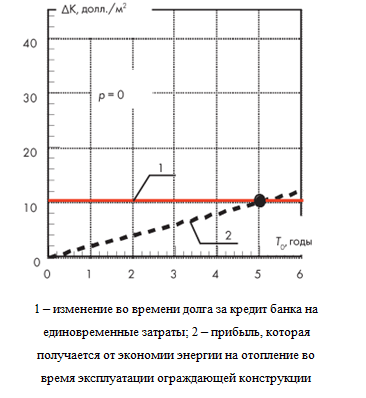 ΔK, долл./м²
40
30
p = 0
20
1
10
2
T₀, годы
0
0 1 2 3 4 5 6
1 – изменение во времени долга за кредит банка на
единовременные затраты; 2 – прибыль, которая
получается от экономии энергии на отопление во
время эксплуатации ограждающей конструкции